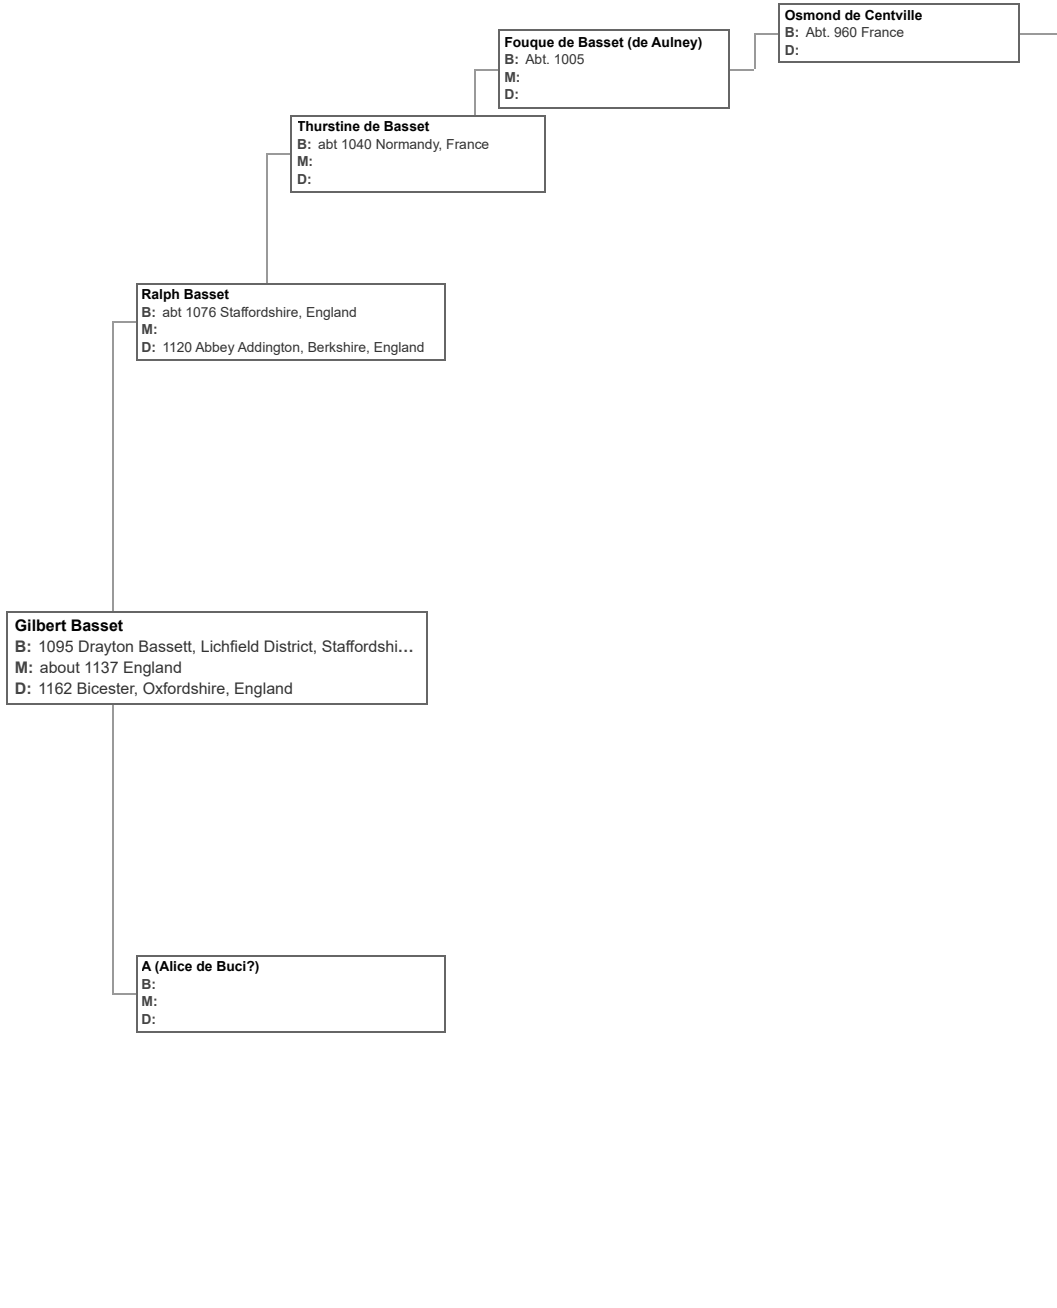 Osmond de Centville
B: Abt. 960 France
D:
Fouque de Basset (de Aulney)
B: Abt. 1005
M:
D:
Thurstine de Basset
B: abt 1040 Normandy, France
M:
D:
Ralph Basset
B: abt 1076 Staffordshire, England
M:
D: 1120 Abbey Addington, Berkshire, England
Gilbert Basset
B: 1095 Drayton Bassett, Lichfield District, Staffordshi...
M: about 1137 England
D: 1162 Bicester, Oxfordshire, England
A (Alice de Buci?)
B:
M:
D: